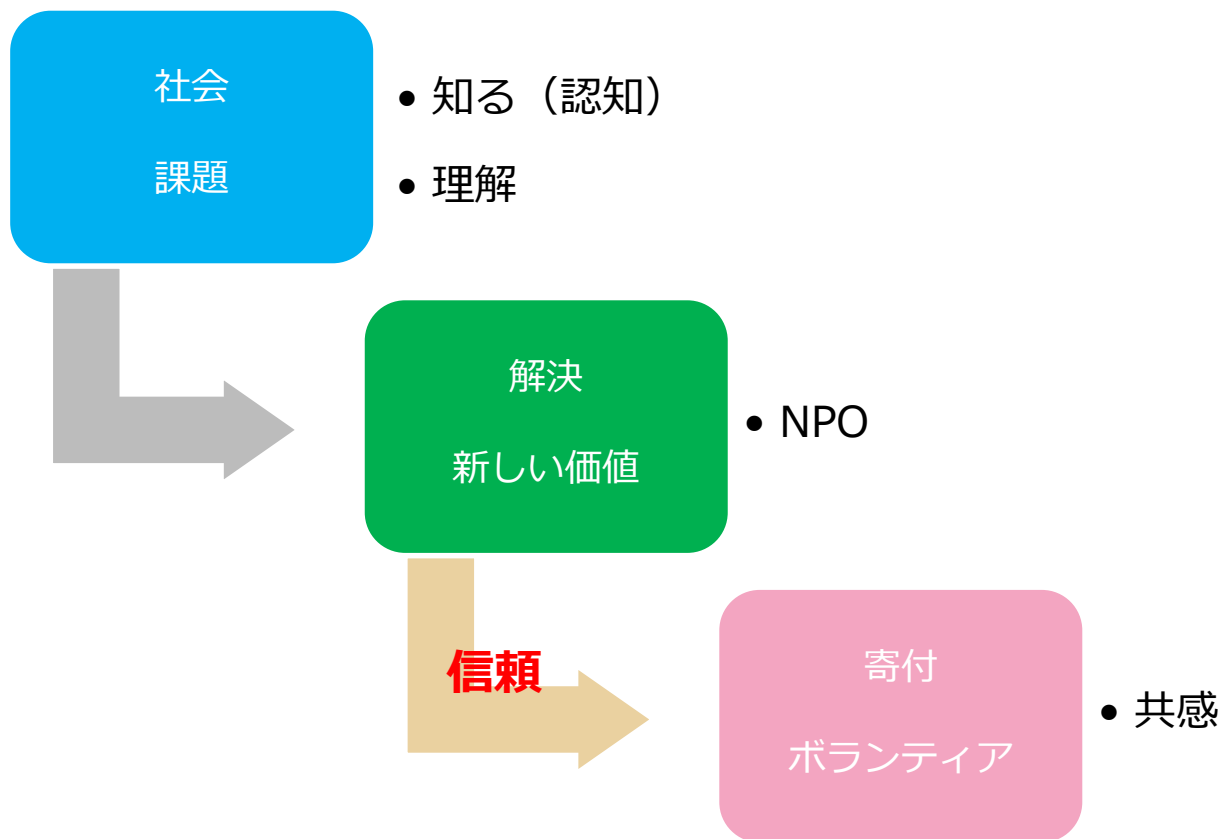 社会
課題
• 知る（認知）
• 理解
解決
新しい価値
• NPO
信頼
寄付
ボランティア
• 共感